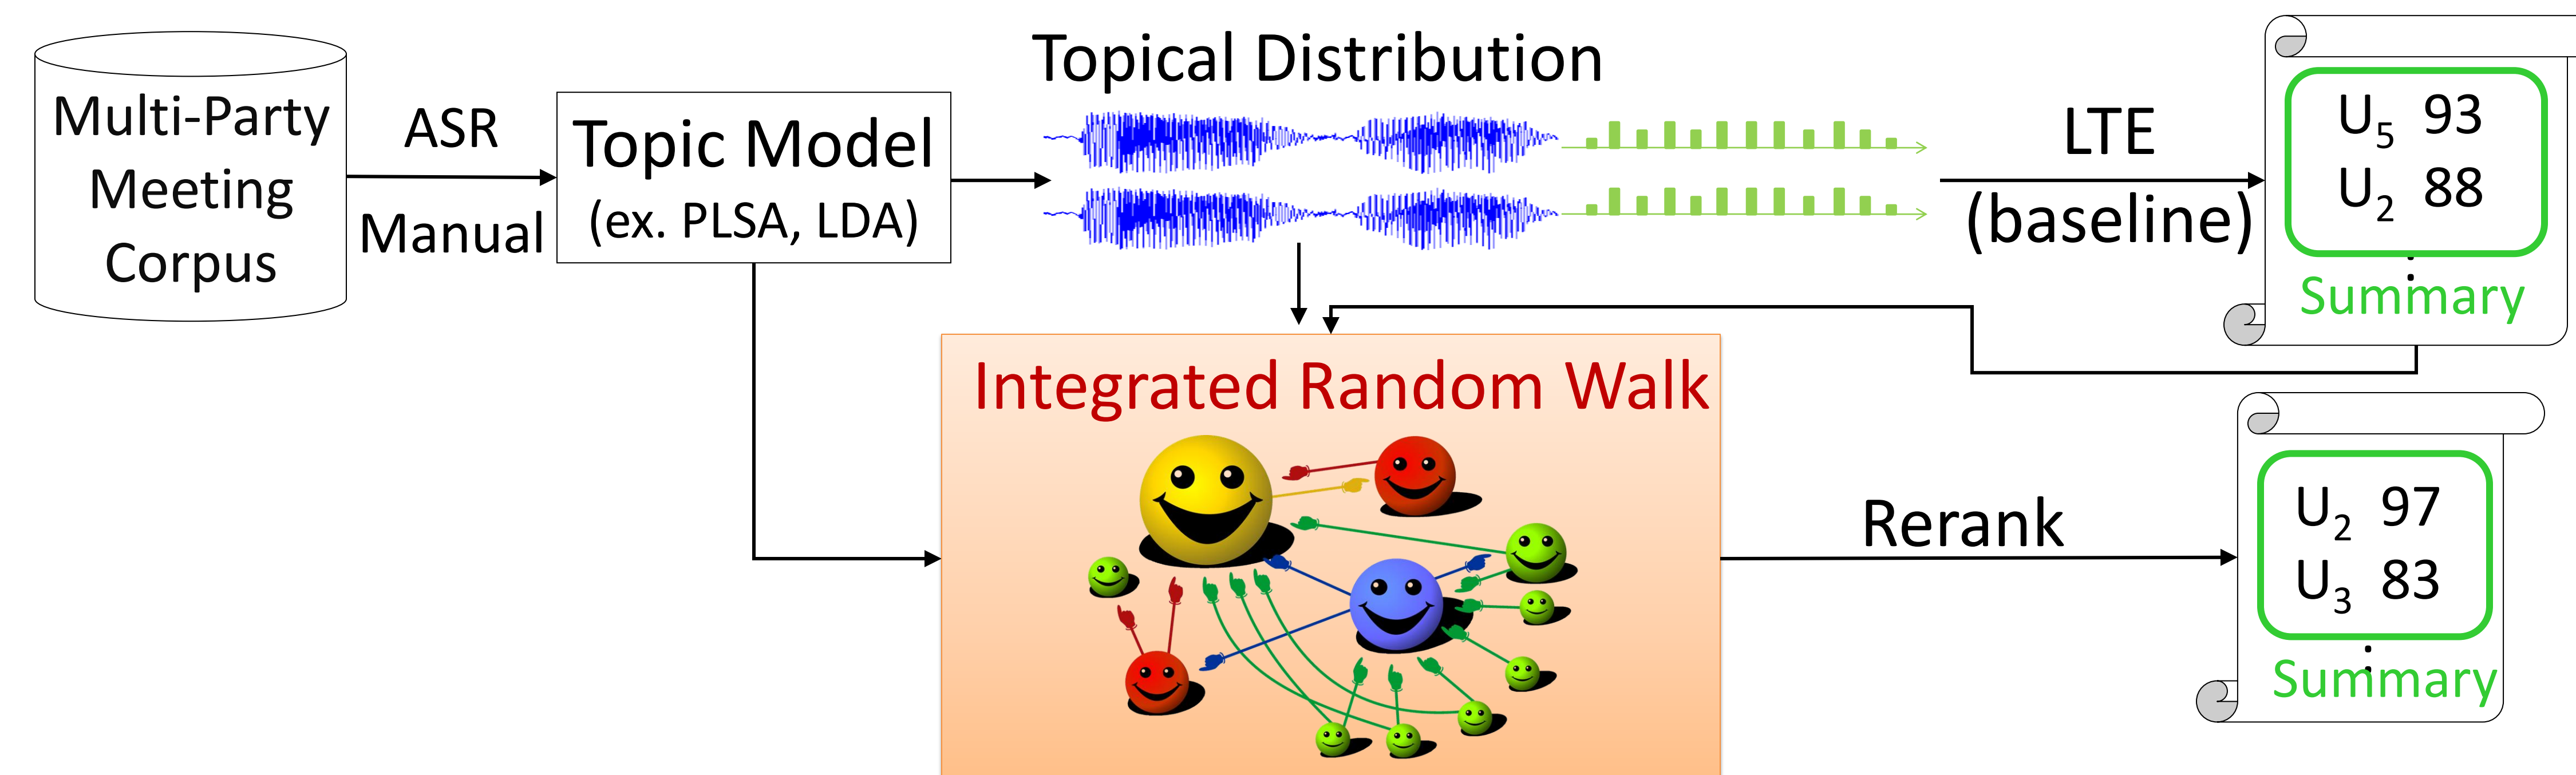 Multi-Party
Meeting
Corpus
ASR
Manual
Topic Model
(ex. PLSA, LDA)
Topical Distribution
LTE
(baseline)
U5 93
U2 88
⋮
Summary
Integrated Random Walk
Rerank
U2 97
U3 83
⋮
Summary